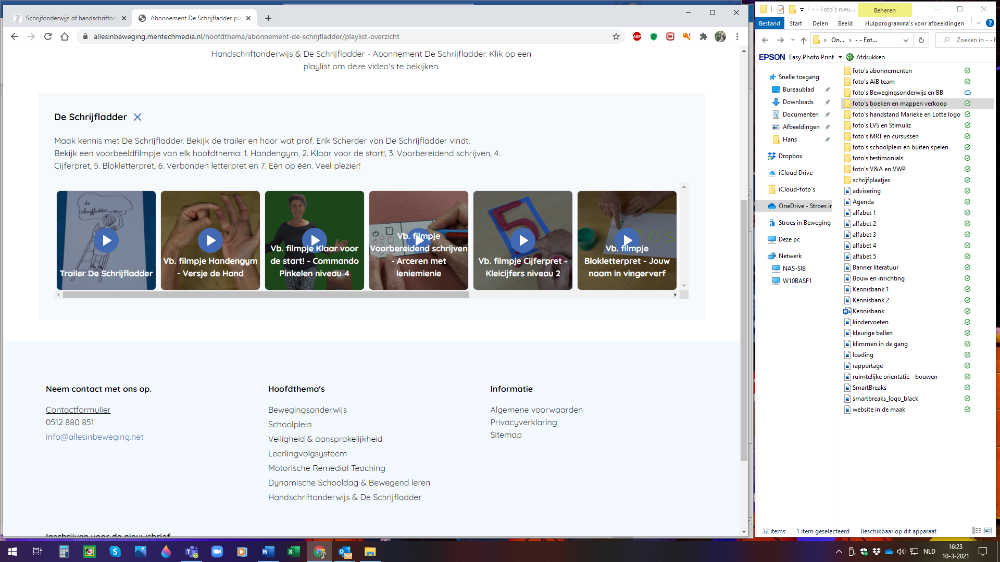 Schrijfonderwijs of handschrifton
Abonnement De Schrijfladder pla
allesinbeweging.mentechmedia.nl/hoofdthema/abonnement-de-schrijfladder/playlist-overzicht
ABP
Handschriftonderwijs & De Schrijfladder - Abonnement De Schrijfladder. Klik op een
playlist om deze video's te bekijken.
De Schrijfladder
Maak kennis met De Schrijfladder. Bekijk de trailer en hoor wat prof. Erik Scherder van De Schrijfladder vindt.
Bekijk een voorbeeldfilmpje van elk hoofdthema: 1. Handengym, 2. Klaar voor de start!, 3. Voorbereidend schrijven, 4.
Cijferpret, 5. Blokletterpret, 6. Verbonden letterpret en 7. Eén op één. Veel plezier!
de
schrijfladder
Trailer De Schrijfladder
Vb. filmpje Handengym
- Versje de Hand
Vb. filmpje Klaar voor
de start! - Commando
Pinkelen niveau 4
Vb. filmpje
Voorbereidend schrijven
- Arceren met
Ieniemienie
Vb. filmpje Cijferpret -
Kleicijfers niveau 2
Vb. filmpje
Blokletterpret - Jouw
naam in vingerverf
Neem contact met ons op.
Contactformulier
0512 880 851
info@allesinbeweging.net
Hoofdthema's
Bewegingsonderwijs
Schoolplein
Veiligheid & aansprakelijkheid
Leerlingvolgsysteem
Motorische Remedial Teaching
Dynamische Schooldag & Bewegend leren
Handschriftonderwijs & De Schrijfladder
Informatie
Algemene voorwaarden
Privacyverklaring
Sitemap
Inschrijven voor de nieuwsbrief
- - Foto's nieu...
Beheren
Bestand
Start
Delen
Beeld
Hulpprogramma's voor afbeeldingen
On...
- - Fot...
Zoeken in - - F
EPSON
Easy Photo Print
Afdrukken
Snelle toegang
Bureaublad
Downloads
Documenten
Afbeeldingen
Hans
Dropbox
iCloud Drive
iCloud-foto's
OneDrive - Stroes in
Stroes in Beweging
Deze pc
Netwerk
NAS-SIB
W10BASF1
foto's abonnementen
foto's AiB team
foto's Bewegingsonderwijs en BB
foto's boeken en mappen verkoop
foto's handstand Marieke en Lotte logo
foto's LVS en Stimuliz
foto's MRT en cursussen
foto's schoolplein en buiten spelen
foto's testimonials
foto's V&A en VWP
schrijfplaatjes
advisering
Agenda
alfabet 1
alfabet 2
alfabet 3
alfabet 4
alfabet 5
Banner literatuur
Bouw en inrichting
Kennisbank 1
Kennisbank 2
Kennisbank
kindervoeten
kleurige ballen
klimmen in de gang
loading
rapportage
ruimtelijke orientatie - bouwen
SmartBreaks
smartbreaks_logo_black
website in de maak
32 items
1 item geselecteerd
Beschikbaar op dit apparaat
NLD
16:23
10-3-2021